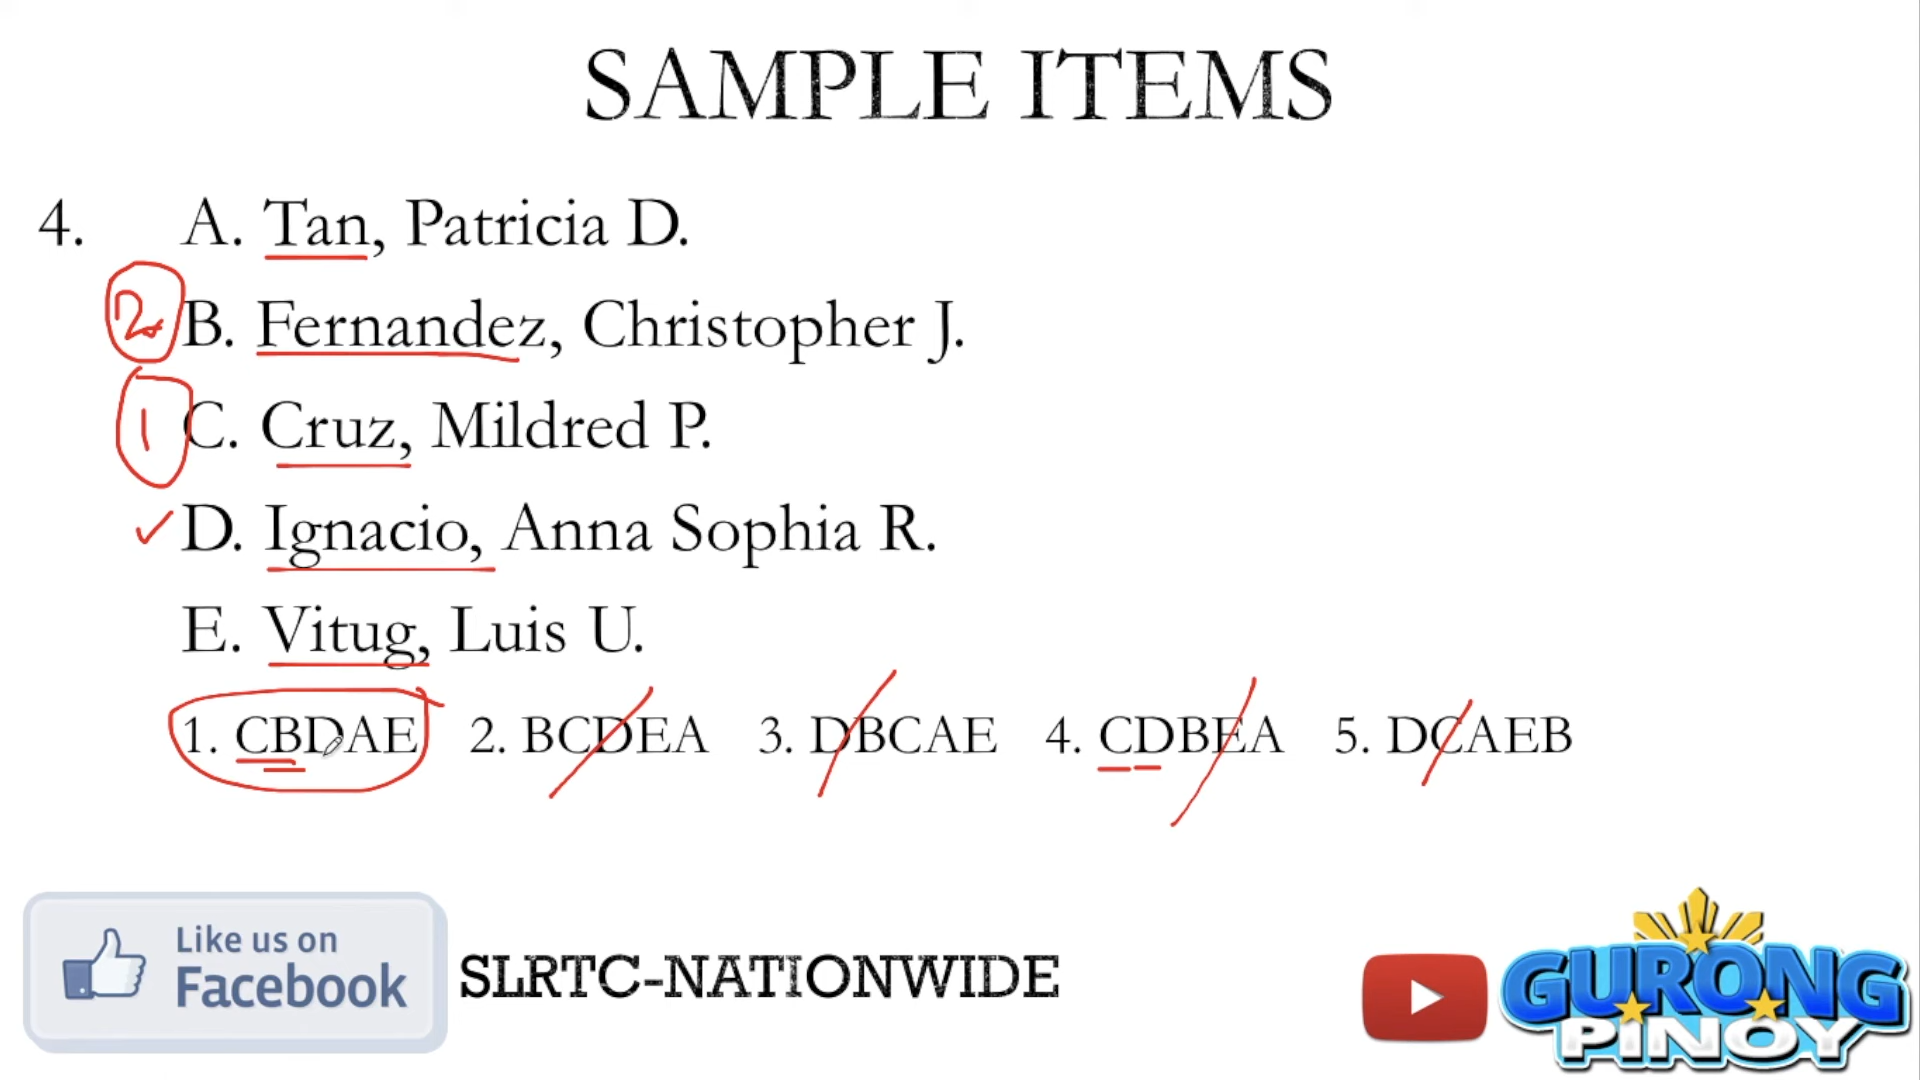 SAMPLE ITEMS
4. A. Tan, Patricia D.
2 B. Fernandez, Christopher J.
1 C. Cruz, Mildred P.
✓ D. Ignacio, Anna Sophia R.
E. Vitug, Luis U.
1. CBDAE 2. BCDEA 3. DBCAE 4. CDBEA 5. DCAEB
Like us on
Facebook
SLRTC-NATIONWIDE
GURONG
PINOY